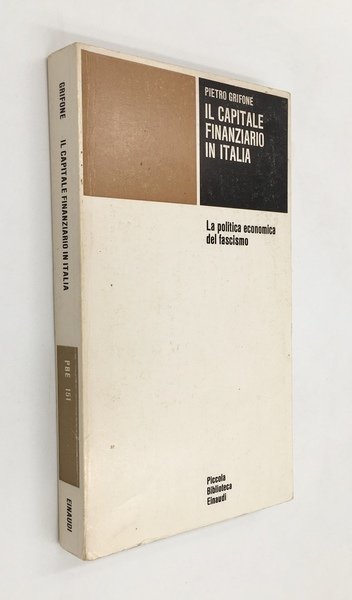 PIETRO GRIFONE
IL CAPITALE
FINANZIARIO
IN ITALIA
La politica economica
del fascismo
Piccola
Biblioteca
Einaudi
GRIFONE IL CAPITALE FINANZIARIO IN ITALIA
PBE 151
EINAUDI